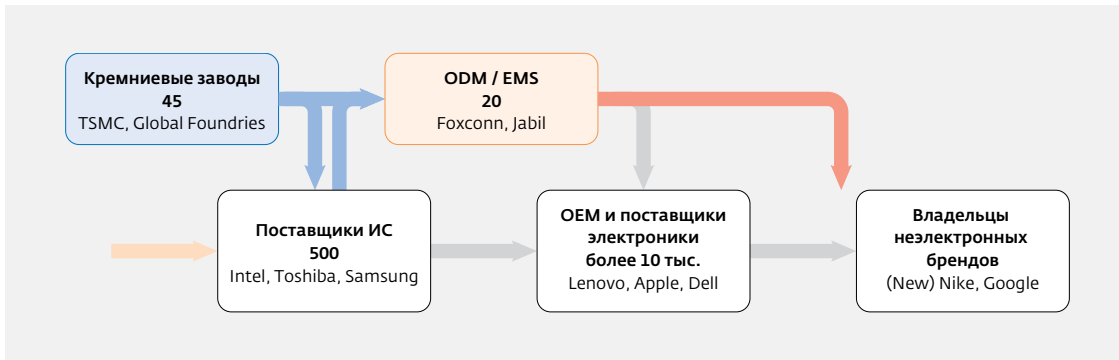 Кремниевые заводы
45
TSMC, Global Foundries
ODM / EMS
20
Foxconn, Jabil
Поставщики ИС
500
Intel, Toshiba, Samsung
OEM и поставщики
электроники
более 10 тыс.
Lenovo, Apple, Dell
Владельцы
неэлектронных
брендов
(New) Nike, Google